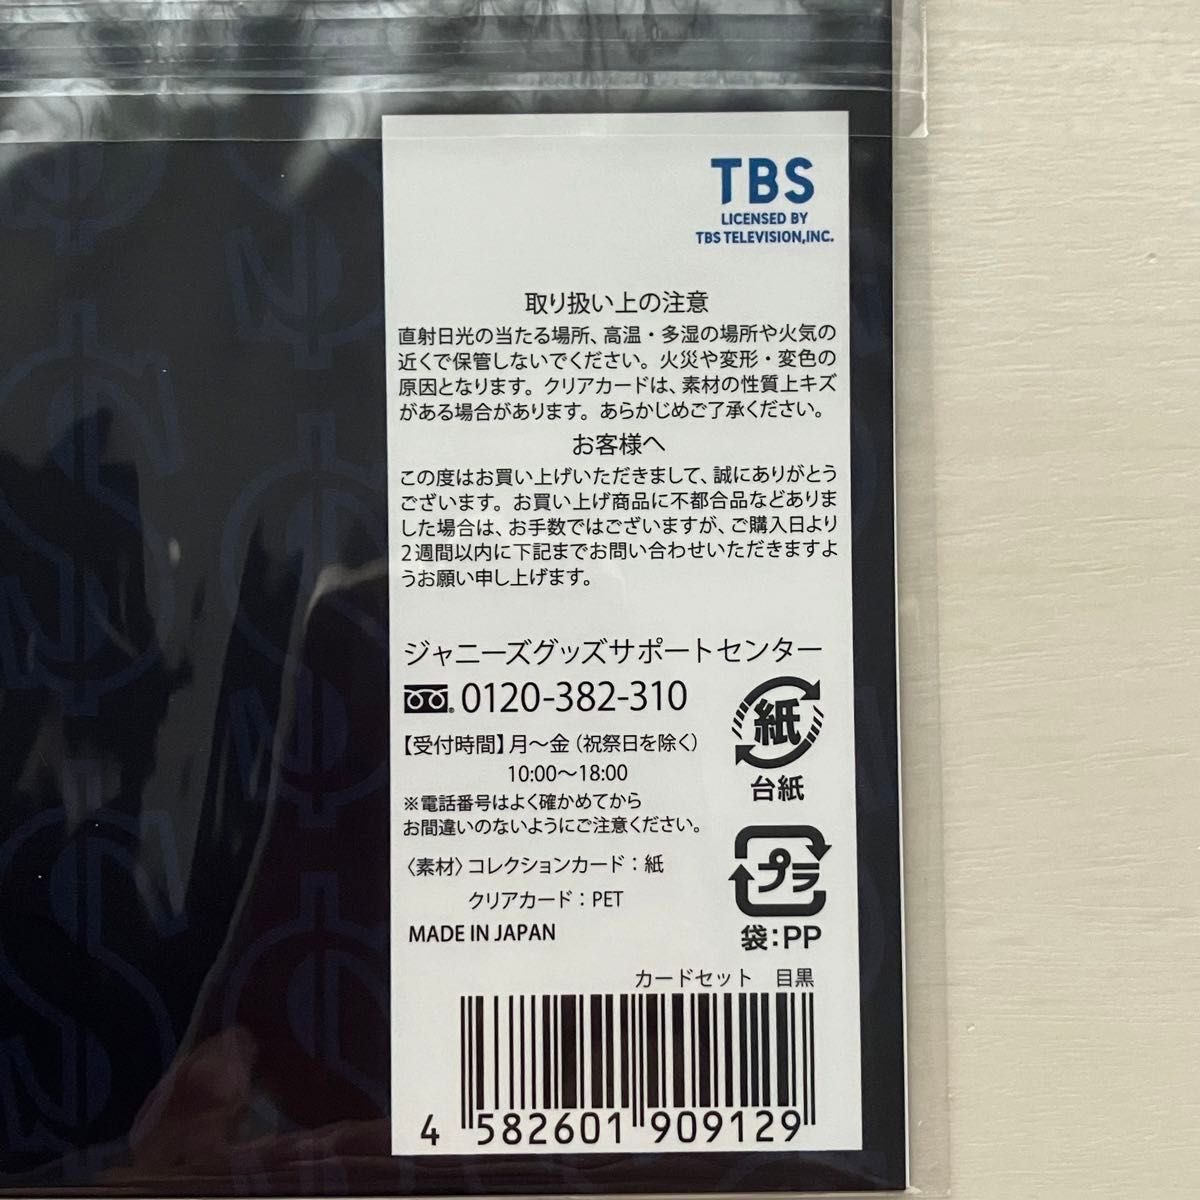 TBS
LICENSED BY
TBS TELEVISION,INC.
取り扱い上の注意
直射日光の当たる場所、高温・多湿の場所や火気の
近くで保管しないでください。火災や変形・変色の
原因となります。クリアカードは、素材の性質上キズ
がある場合があります。あらかじめご了承ください。
お客様へ
この度はお買い上げいただきまして、誠にありがとう
ございます。お買い上げ商品に不都合品などありま
した場合は、お手数ではございますが、ご購入日より
2週間以内に下記までお問い合わせいただきますよ
うお願い申し上げます。
ジャニーズグッズサポートセンター
0120-382-310
【受付時間】月～金（祝祭日を除く）
10:00～18:00
※電話番号はよく確かめてから
お間違いのないようにご注意ください。
紙
台紙
〈素材〉コレクションカード：紙
クリアカード：PET
プラ
袋:PP
MADE IN JAPAN
カードセット 目黒
4 582601 909129